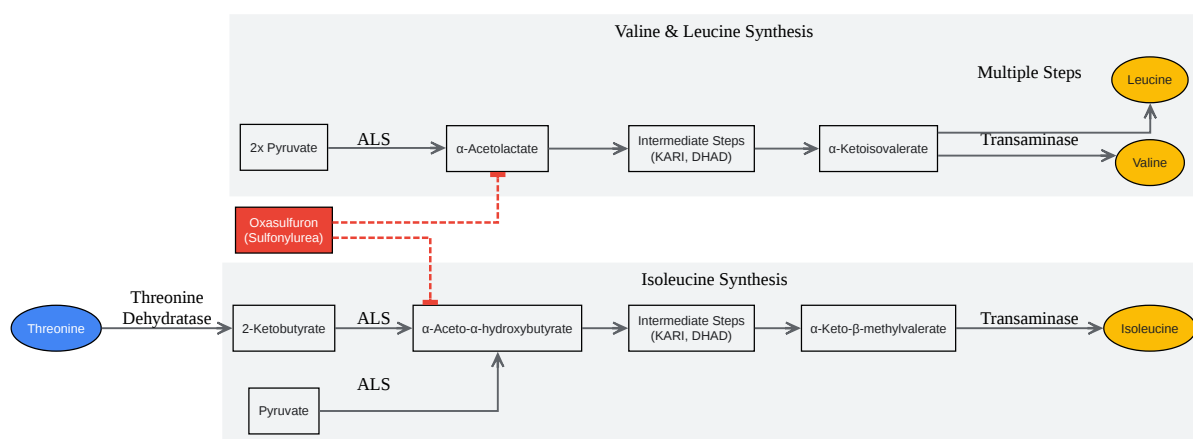 Valine & Leucine Synthesis
Multiple Steps
Leucine
2x Pyruvate
ALS
α-Acetolactate
Intermediate Steps
(KARI, DHAD)
α-Ketoisovalerate
Transaminase
Valine
Oxasulfuron
(Sulfonylurea)
Isoleucine Synthesis
Threonine
Threonine
Dehydratase
2-Ketobutyrate
ALS
α-Aceto-α-hydroxybutyrate
Intermediate Steps
(KARI, DHAD)
α-Keto-β-methylvalerate
Transaminase
Isoleucine
Pyruvate
ALS